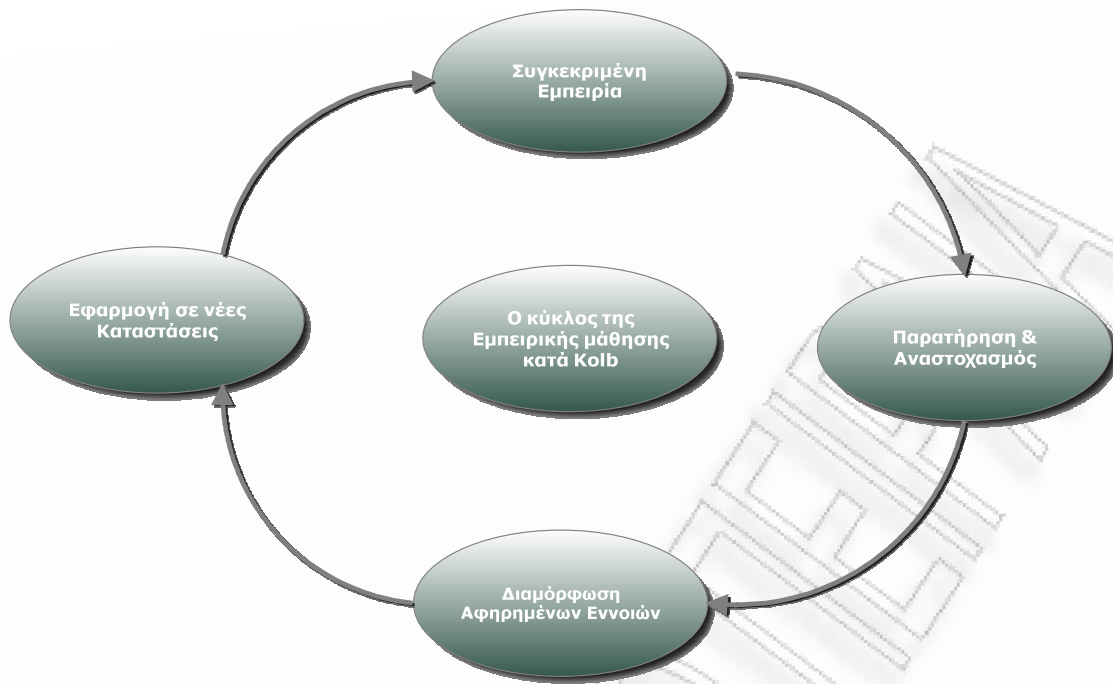 Συγκεκριμένη
Εμπειρία
Εφαρμογή σε νέες
Καταστάσεις
Ο κύκλος της
Εμπειρικής μάθησης
κατά Kolb
Παρατήρηση &
Αναστοχασμός
Διαμόρφωση
Αφηρημένων Εννοιών